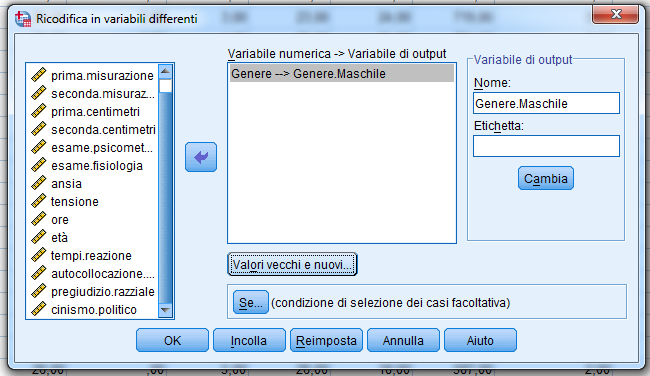 Ricodifica in variabili differenti
prima.misurazione
seconda.misuraz...
prima.centimetri
seconda.centimetri
esame.psicomet...
esame.fisiologia
ansia
tensione
ore
età
tempi.reazione
autocollocazione....
pregiudizio.razziale
cinismo.politico
Variabile numerica -> Variabile di output
Genere --> Genere.Maschile
Variabile di output
Nome:
Genere.Maschile
Etichetta:
Cambia
Valori vecchi e nuovi...
Se... (condizione di selezione dei casi facoltativa)
OK Incolla Reimposta Annulla Aiuto